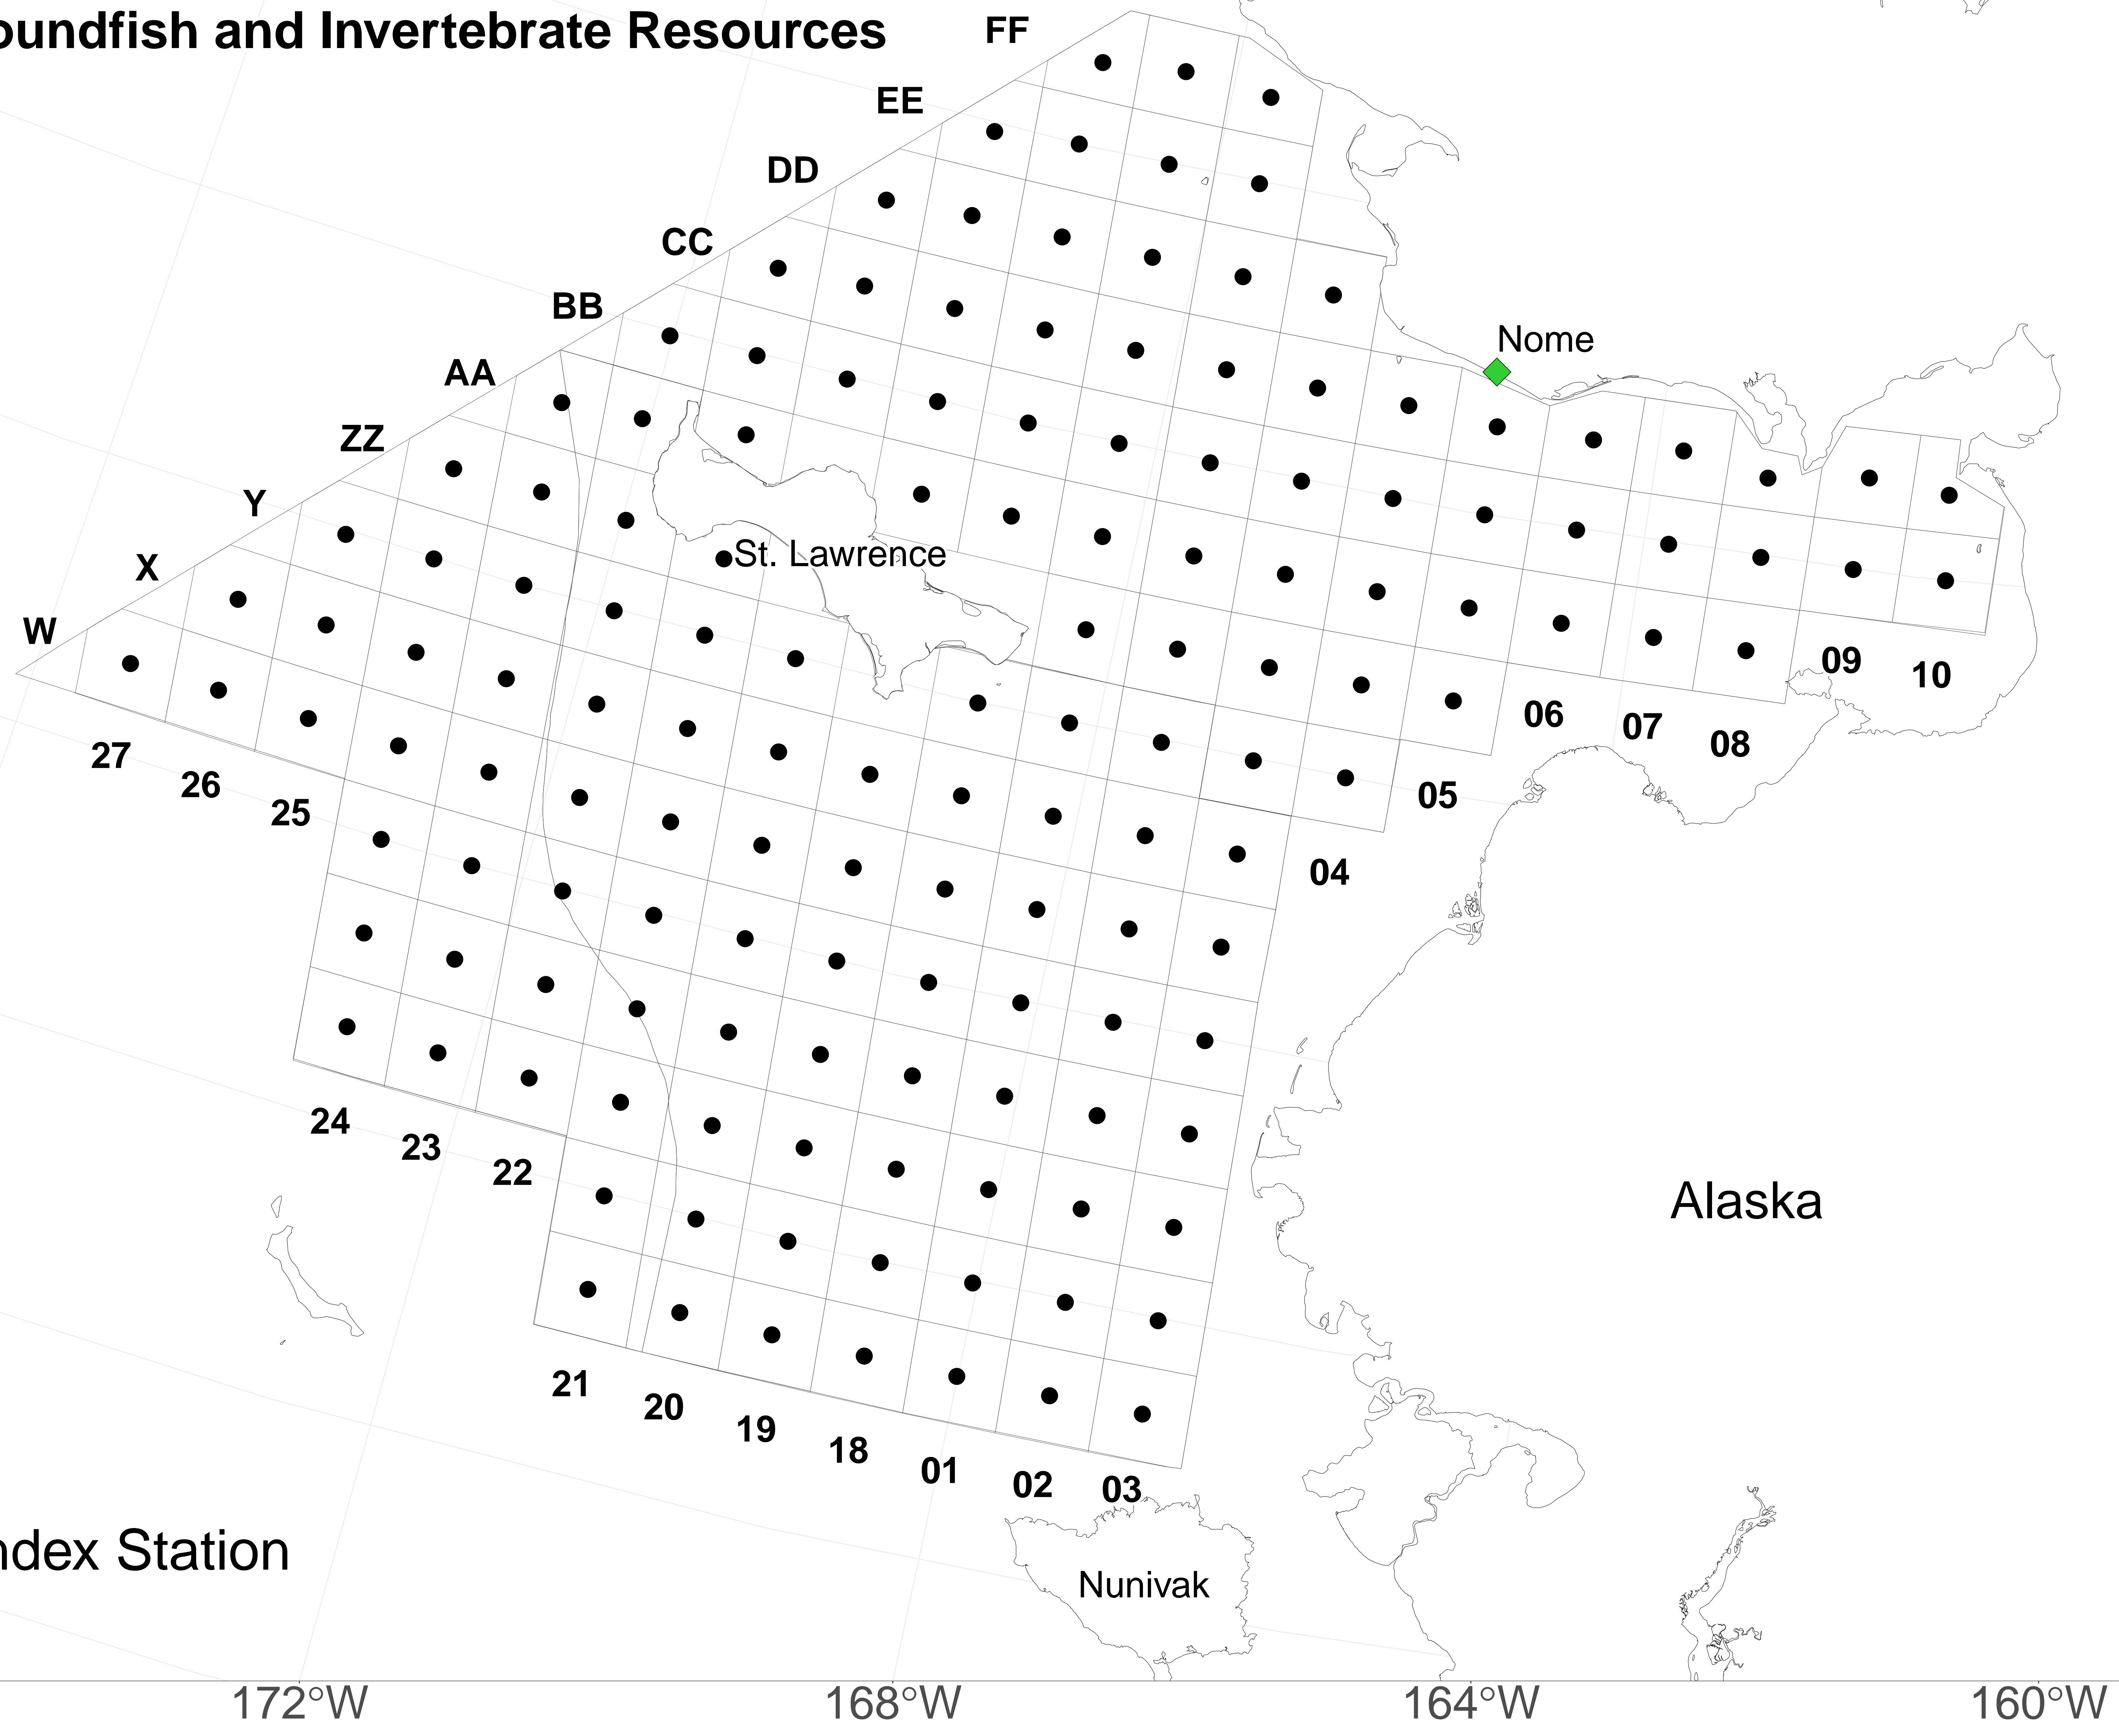 oundfish and Invertebrate Resources
FF
EE
DD
CC
BB
AA
ZZ
Y
X
W
Nome
St. Lawrence
09
10
06
07
08
05
04
27
26
25
24
23
22
21
20
19
18
01
02
03
Alaska
Nunivak
ndex Station
172°W
168°W
164°W
160°W